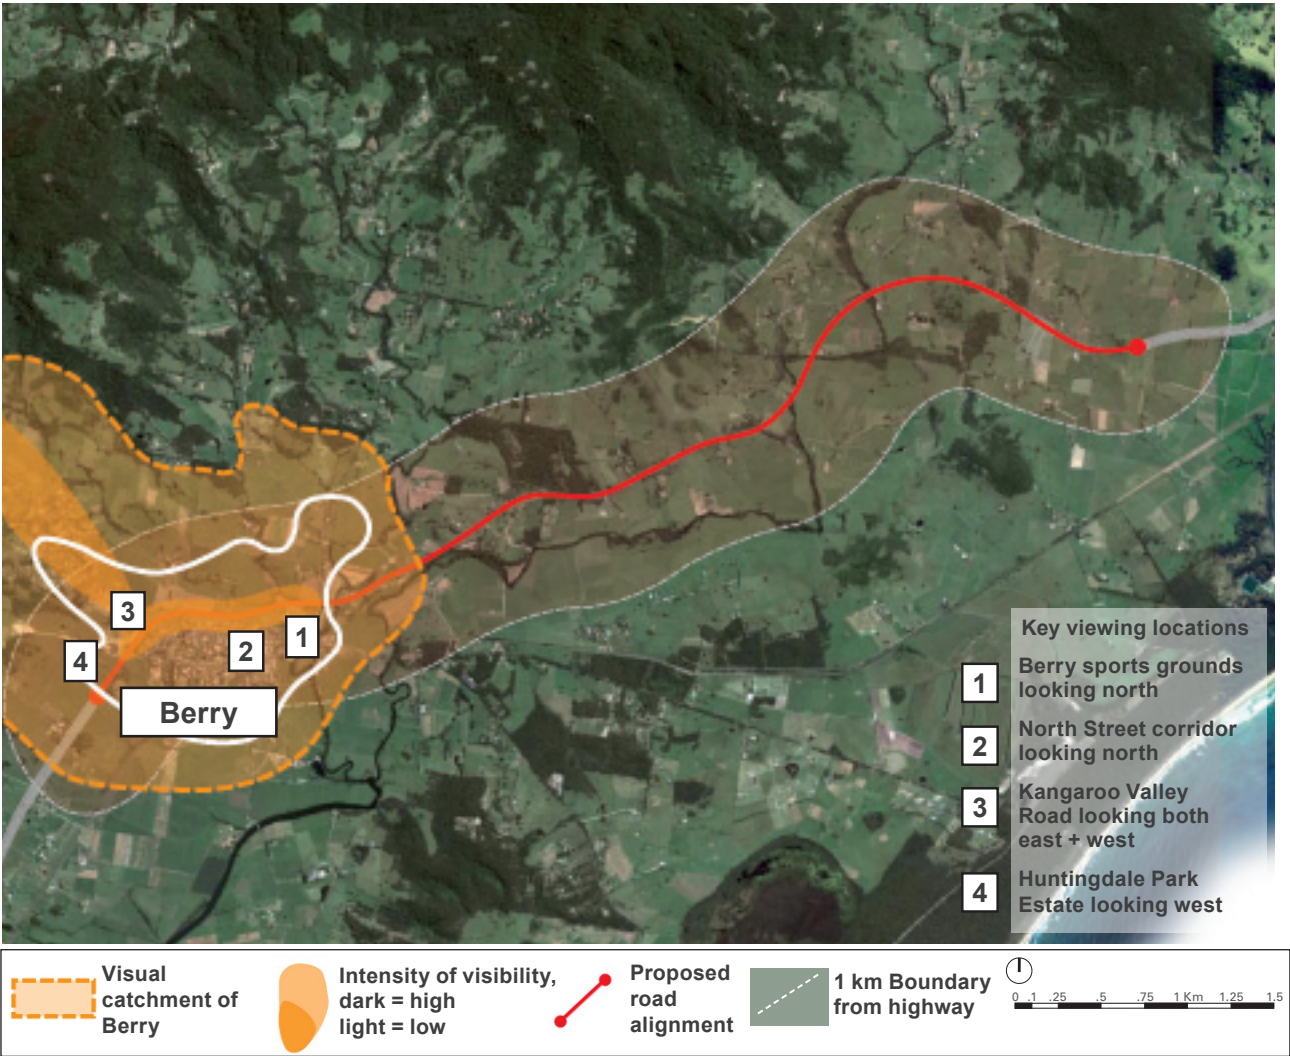 3
4
2
1
Berry
Key viewing locations
1
Berry sports grounds
looking north
2
North Street corridor
looking north
3
Kangaroo Valley
Road looking both
east + west
4
Huntingdale Park
Estate looking west
Visual
catchment of
Berry
Intensity of visibility,
dark = high
light = low
Proposed
road
alignment
1 km Boundary
from highway
0 .1 .25 .5 .75 1 Km 1.25 1.5